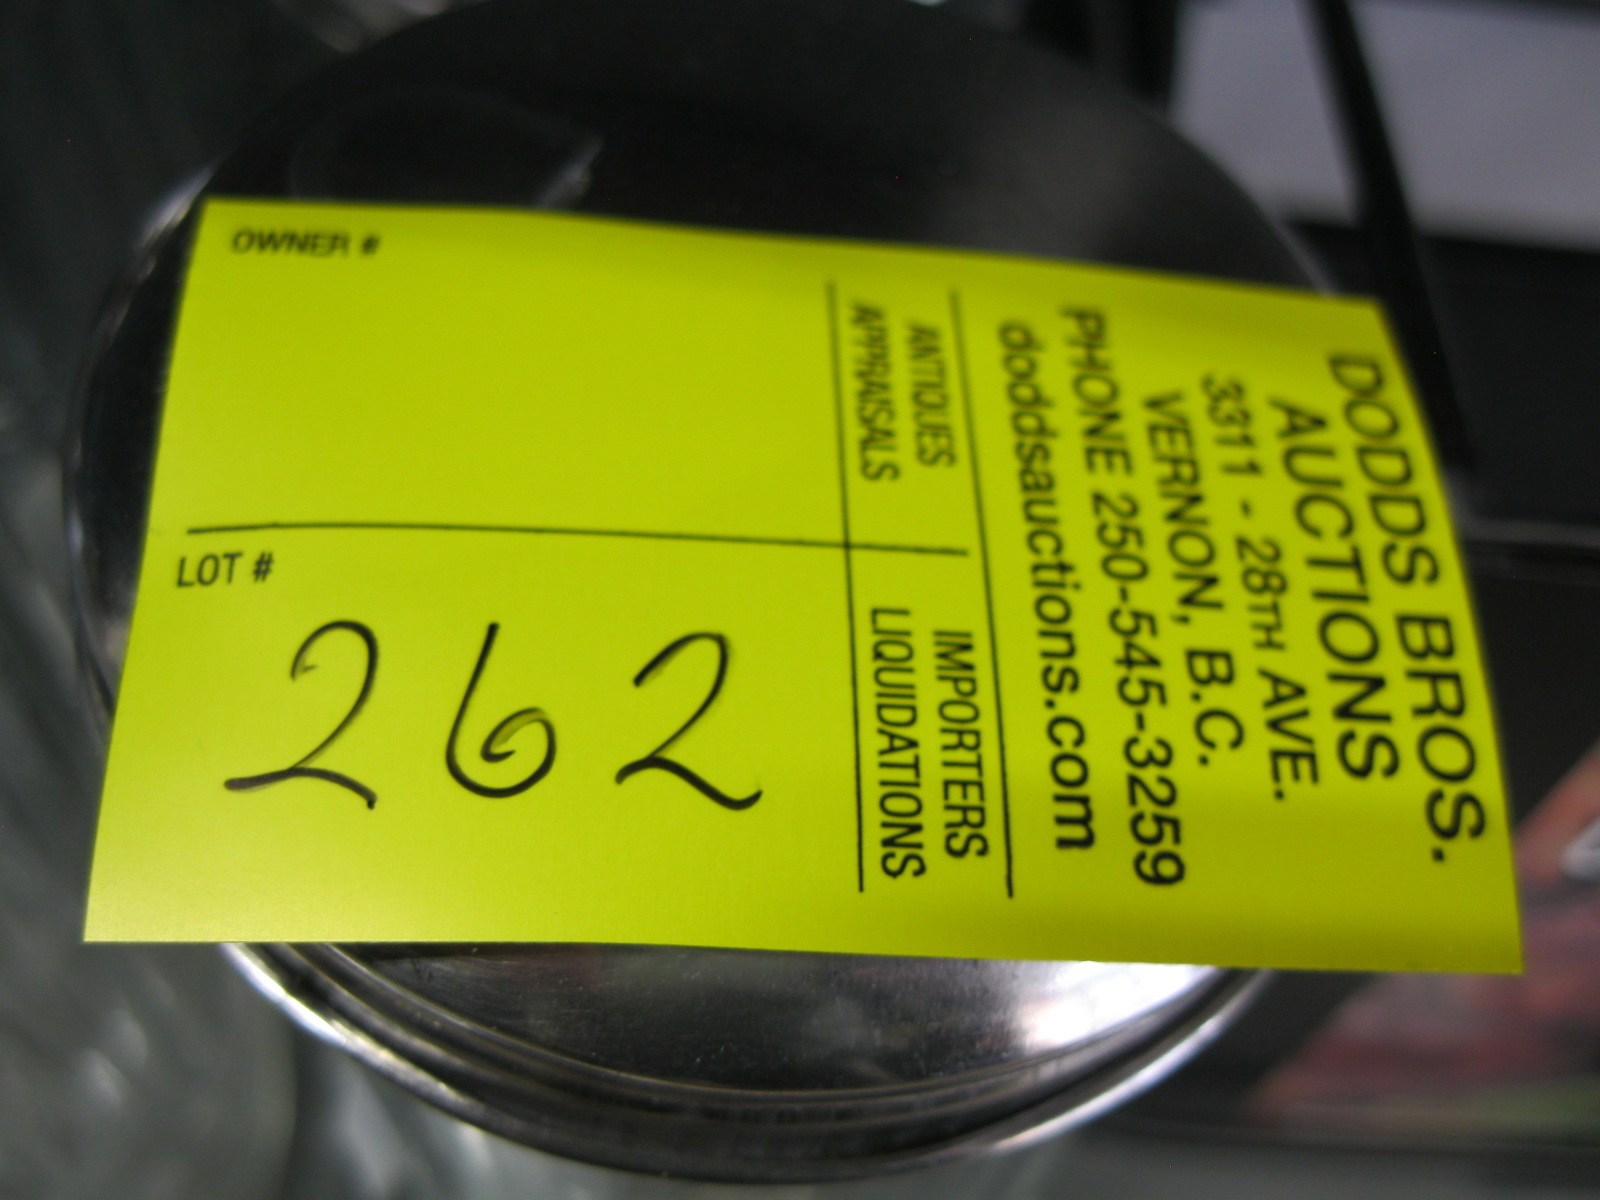 DODDS BROS.
AUCTIONS
3311 - 28TH AVE.
VERNON, B.C.
PHONE 250-545-3259
doddsauctions.com
ANTIQUES
APPRAISALS
IMPORTERS
LIQUIDATIONS
OWNER #
LOT #
262